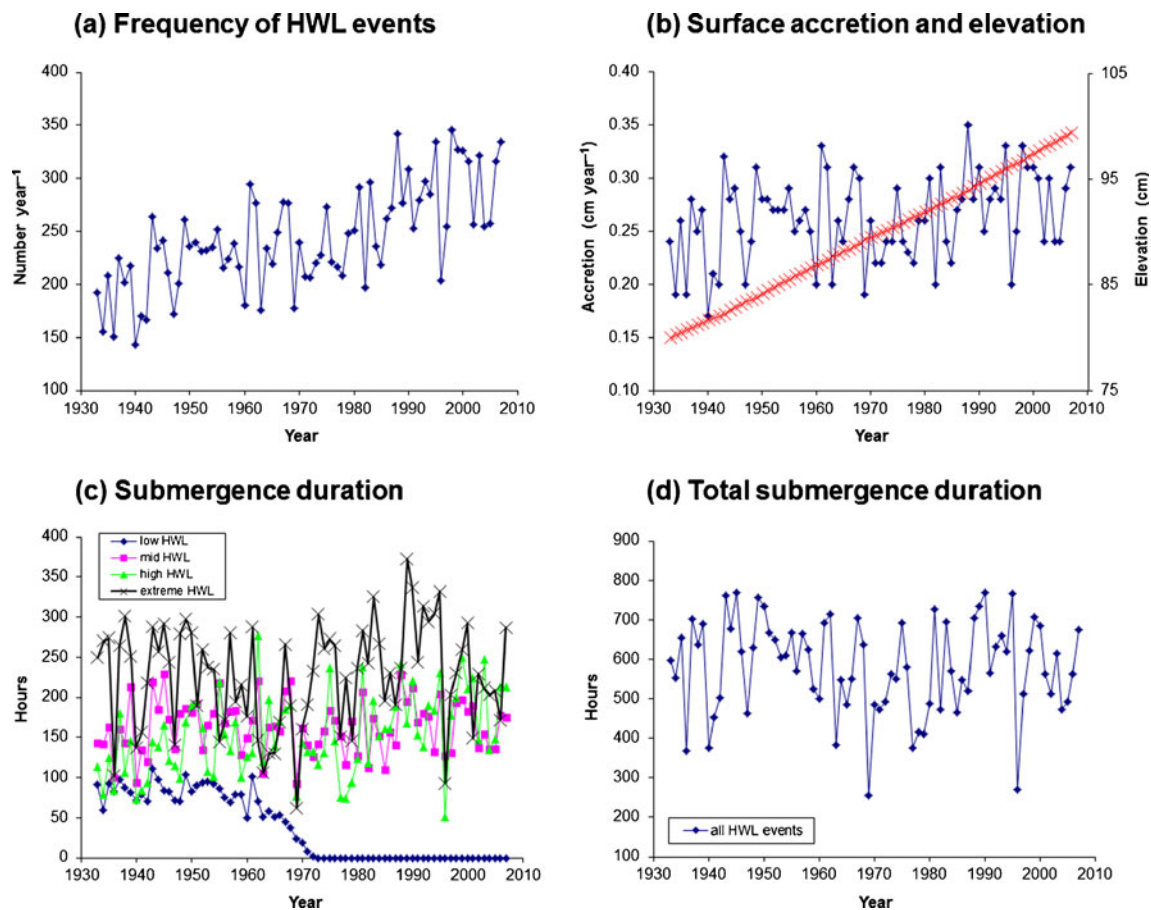 (a) Frequency of HWL events
400
350
300
250
200
150
100
Number year⁻¹
1930 1940 1950 1960 1970 1980 1990 2000 2010
Year
(b) Surface accretion and elevation
0.40
0.35
0.30
0.25
0.20
0.15
0.10
Accretion (cm year⁻¹)
105
95
85
75
Elevation (cm)
1930 1940 1950 1960 1970 1980 1990 2000 2010
Year
(c) Submergence duration
400
350
300
250
200
150
100
50
0
Hours
low HWL
mid HWL
high HWL
extreme HWL
1930 1940 1950 1960 1970 1980 1990 2000 2010
Year
(d) Total submergence duration
900
800
700
600
500
400
300
200
100
Hours
all HWL events
1930 1940 1950 1960 1970 1980 1990 2000 2010
Year